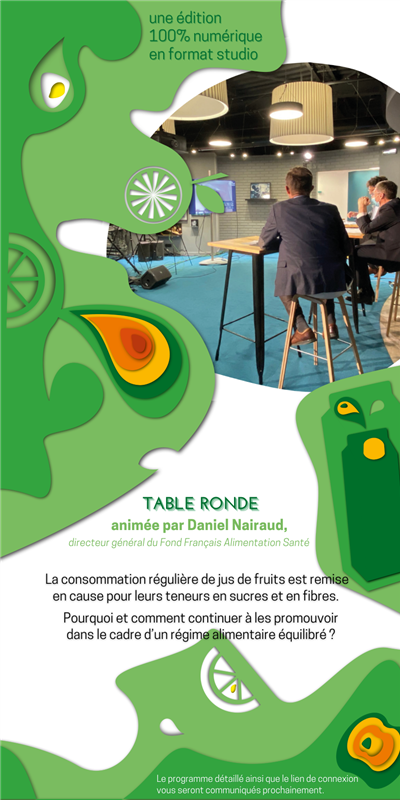 une édition
100% numérique
en format studio
TABLE RONDE
animée par Daniel Nairaud,
directeur général du Fond Français Alimentation Santé
La consommation régulière de jus de fruits est remise
en cause pour leurs teneurs en sucres et en fibres.
Pourquoi et comment continuer à les promouvoir
dans le cadre d'un régime alimentaire équilibré ?
Le programme détaillé ainsi que le lien de connexion
vous seront communiqués prochainement.